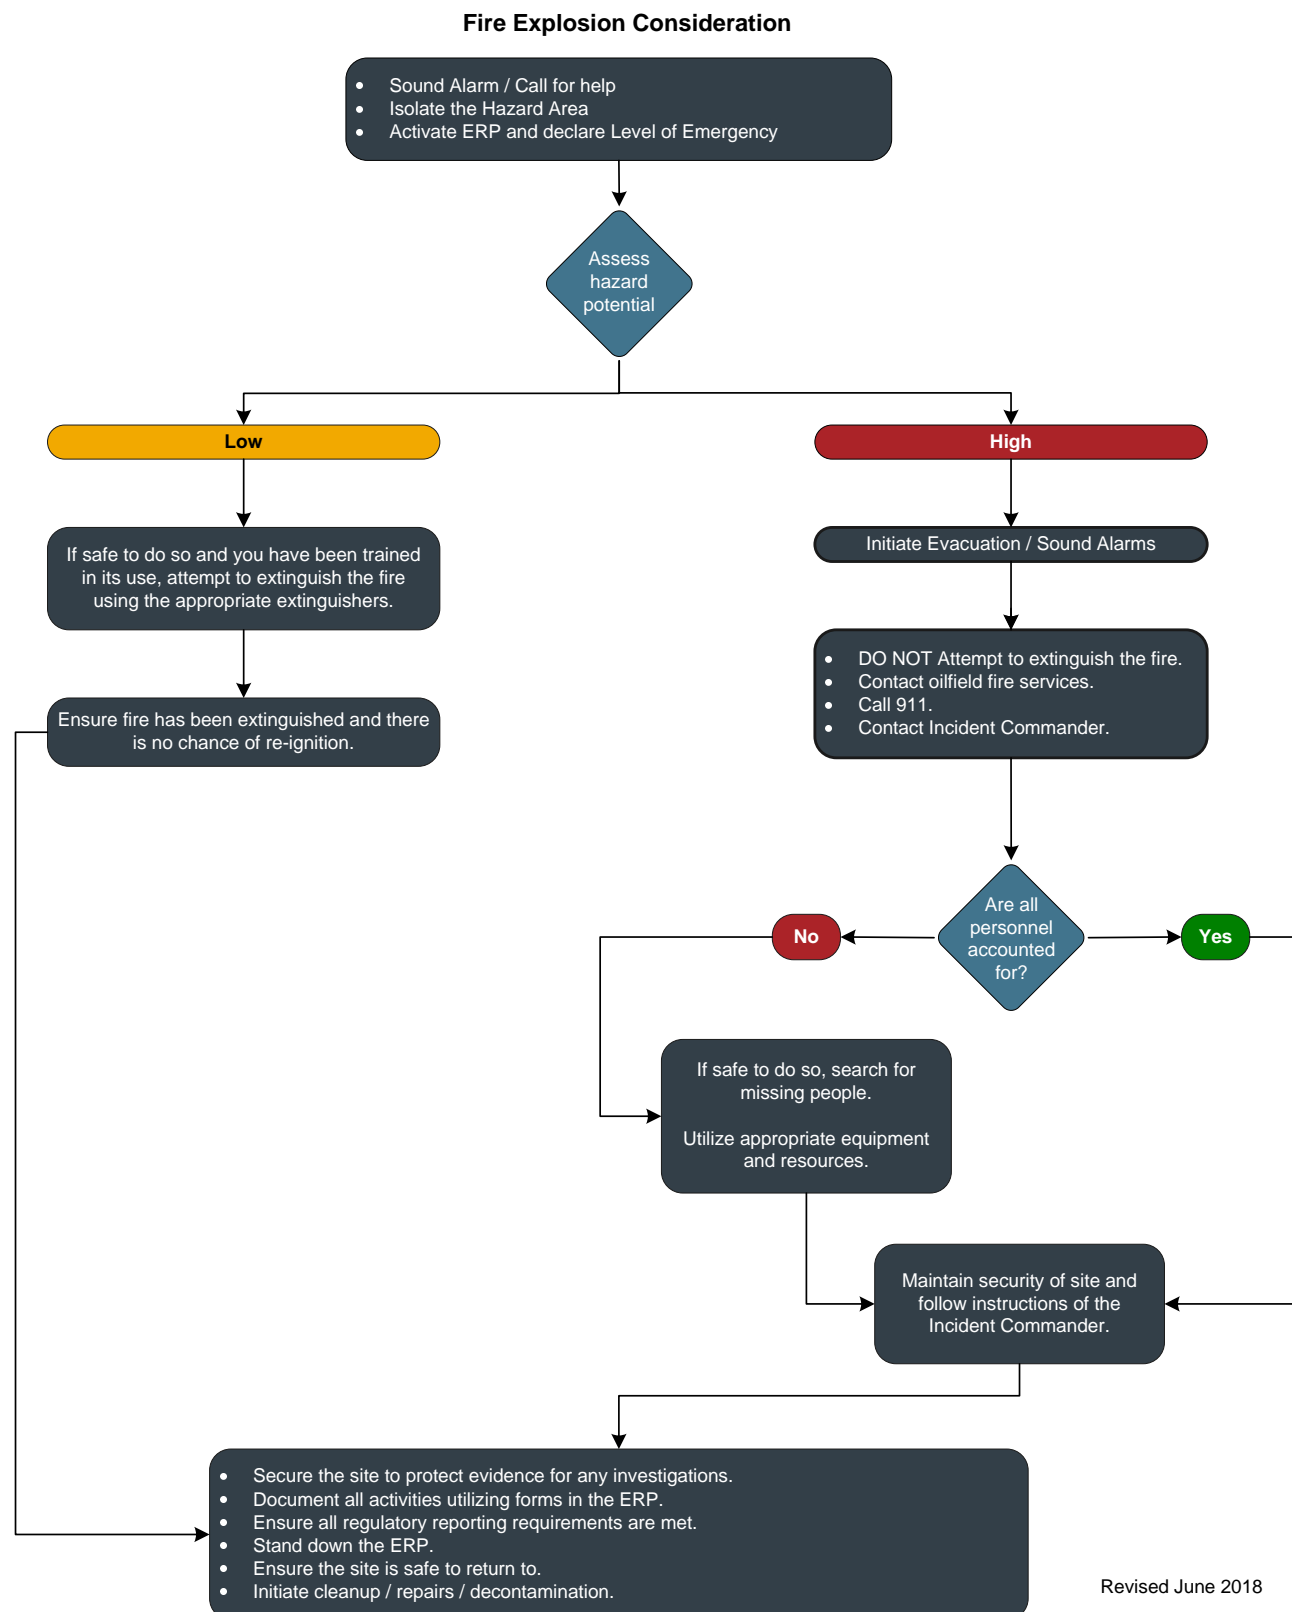 Fire Explosion Consideration
• Sound Alarm / Call for help
• Isolate the Hazard Area
• Activate ERP and declare Level of Emergency
Assess
hazard
potential
Low
High
If safe to do so and you have been trained
in its use, attempt to extinguish the fire
using the appropriate extinguishers.
Initiate Evacuation / Sound Alarms
Ensure fire has been extinguished and there
is no chance of re-ignition.
• DO NOT Attempt to extinguish the fire.
• Contact oilfield fire services.
• Call 911.
• Contact Incident Commander.
Are all
personnel
accounted
for?
No
Yes
If safe to do so, search for
missing people.
Utilize appropriate equipment
and resources.
Maintain security of site and
follow instructions of the
Incident Commander.
• Secure the site to protect evidence for any investigations.
• Document all activities utilizing forms in the ERP.
• Ensure all regulatory reporting requirements are met.
• Stand down the ERP.
• Ensure the site is safe to return to.
• Initiate cleanup / repairs / decontamination.
Revised June 2018